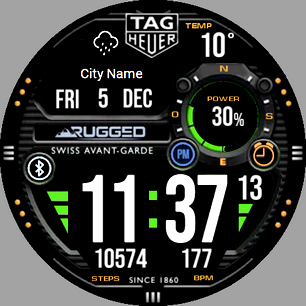 TAG
HEUER
TEMP
10°
City Name
FRI 5 DEC
N
POWER
30%
O
S
E
RUGGED
SWISS AVANT-GARDE
PM
11:37
13
10574
177
STEPS
SINCE 1860
BPM